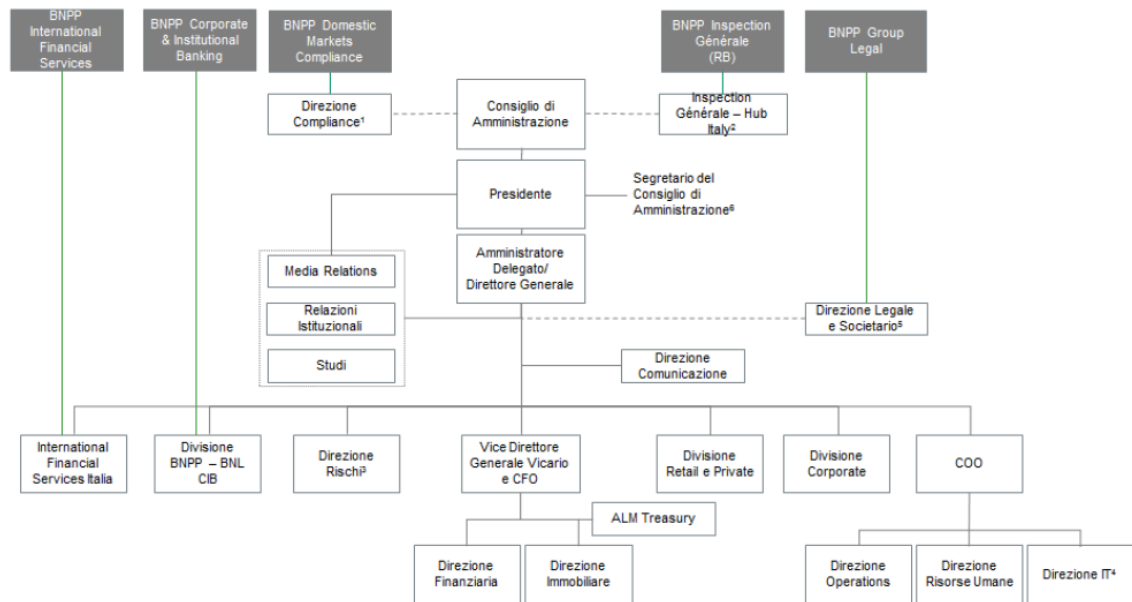 BNPP
International
Financial
Services
BNPP Corporate
& Institutional
Banking
BNPP Domestic
Markets
Compliance
BNPP Inspection
Générale
(RB)
BNPP Group
Legal
Direzione
Compliance¹
Consiglio di
Amministrazione
Inspection
Générale – Hub
Italy²
Presidente
Segretario del
Consiglio di
Amministrazione⁶
Amministratore
Delegato/
Direttore Generale
Media Relations
Relazioni
Istituzionali
Studi
Direzione Legale
e Societario⁵
Direzione
Comunicazione
International
Financial
Services Italia
Divisione
BNPP – BNL
CIB
Direzione
Rischi³
Vice Direttore
Generale Vicario
e CFO
Divisione
Retail e Private
Divisione
Corporate
COO
ALM Treasury
Direzione
Finanziaria
Direzione
Immobiliare
Direzione
Operations
Direzione
Risorse Umane
Direzione IT⁴